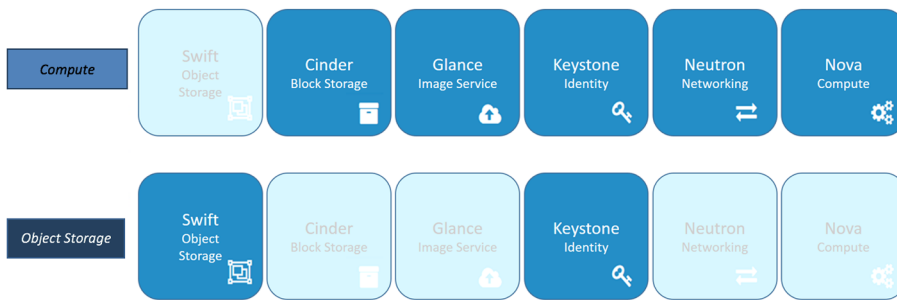 Compute
Swift
Object
Storage
Cinder
Block Storage
Glance
Image Service
Keystone
Identity
Neutron
Networking
Nova
Compute
Object Storage
Swift
Object
Storage
Cinder
Block Storage
Glance
Image Service
Keystone
Identity
Neutron
Networking
Nova
Compute